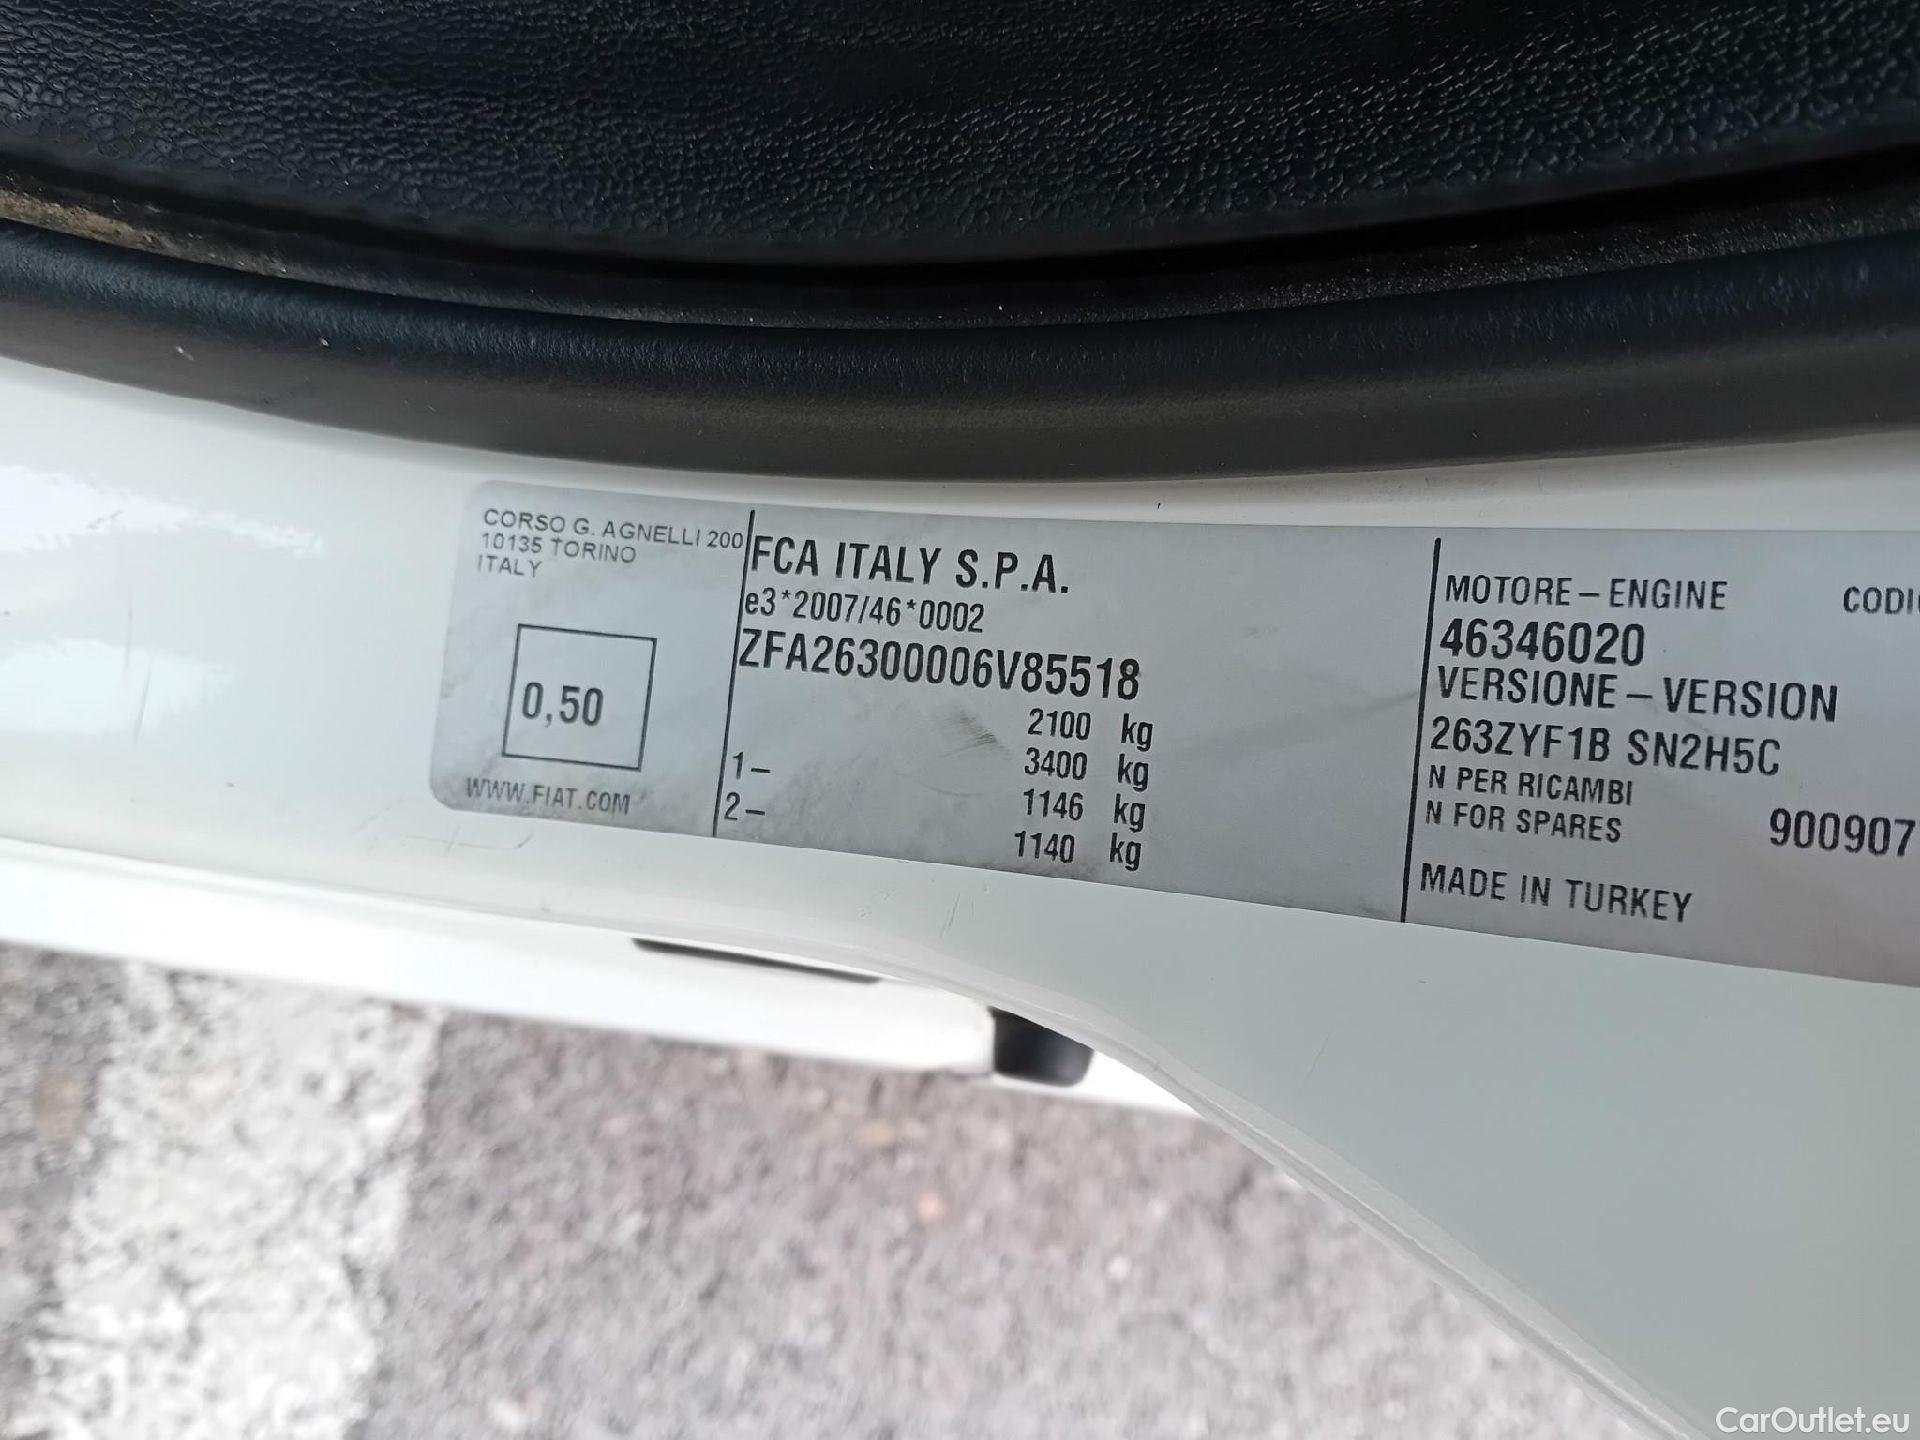 CORSO G. AGNELLI 200
10135 TORINO
ITALY
0,50
WWW.FIAT.COM
FCA ITALY S.P.A.
e3*2007/46*0002
ZFA26300006V85518
2100 kg
1– 3400 kg
2– 1146 kg
1140 kg
MOTORE – ENGINE
46346020
VERSIONE – VERSION
263ZYF1B SN2H5C
N PER RICAMBI
N FOR SPARES
900907
MADE IN TURKEY
CODI
CarOutlet.eu